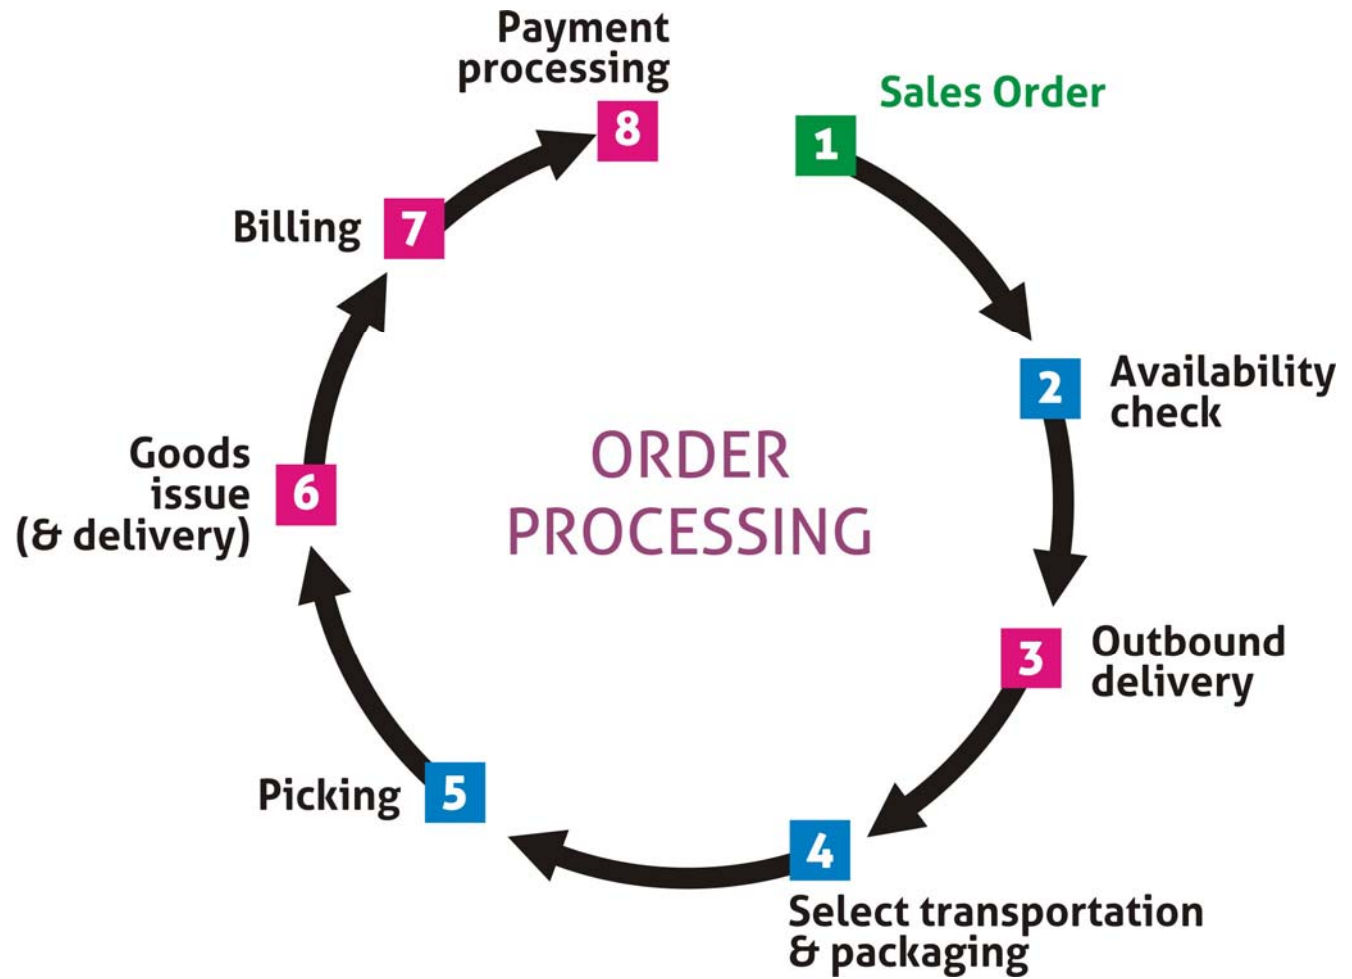 Payment
processing
8
Sales Order
1
Billing
7
2
Availability
check
ORDER
PROCESSING
Goods
issue
(& delivery)
6
3
Outbound
delivery
Picking
5
4
Select transportation
& packaging